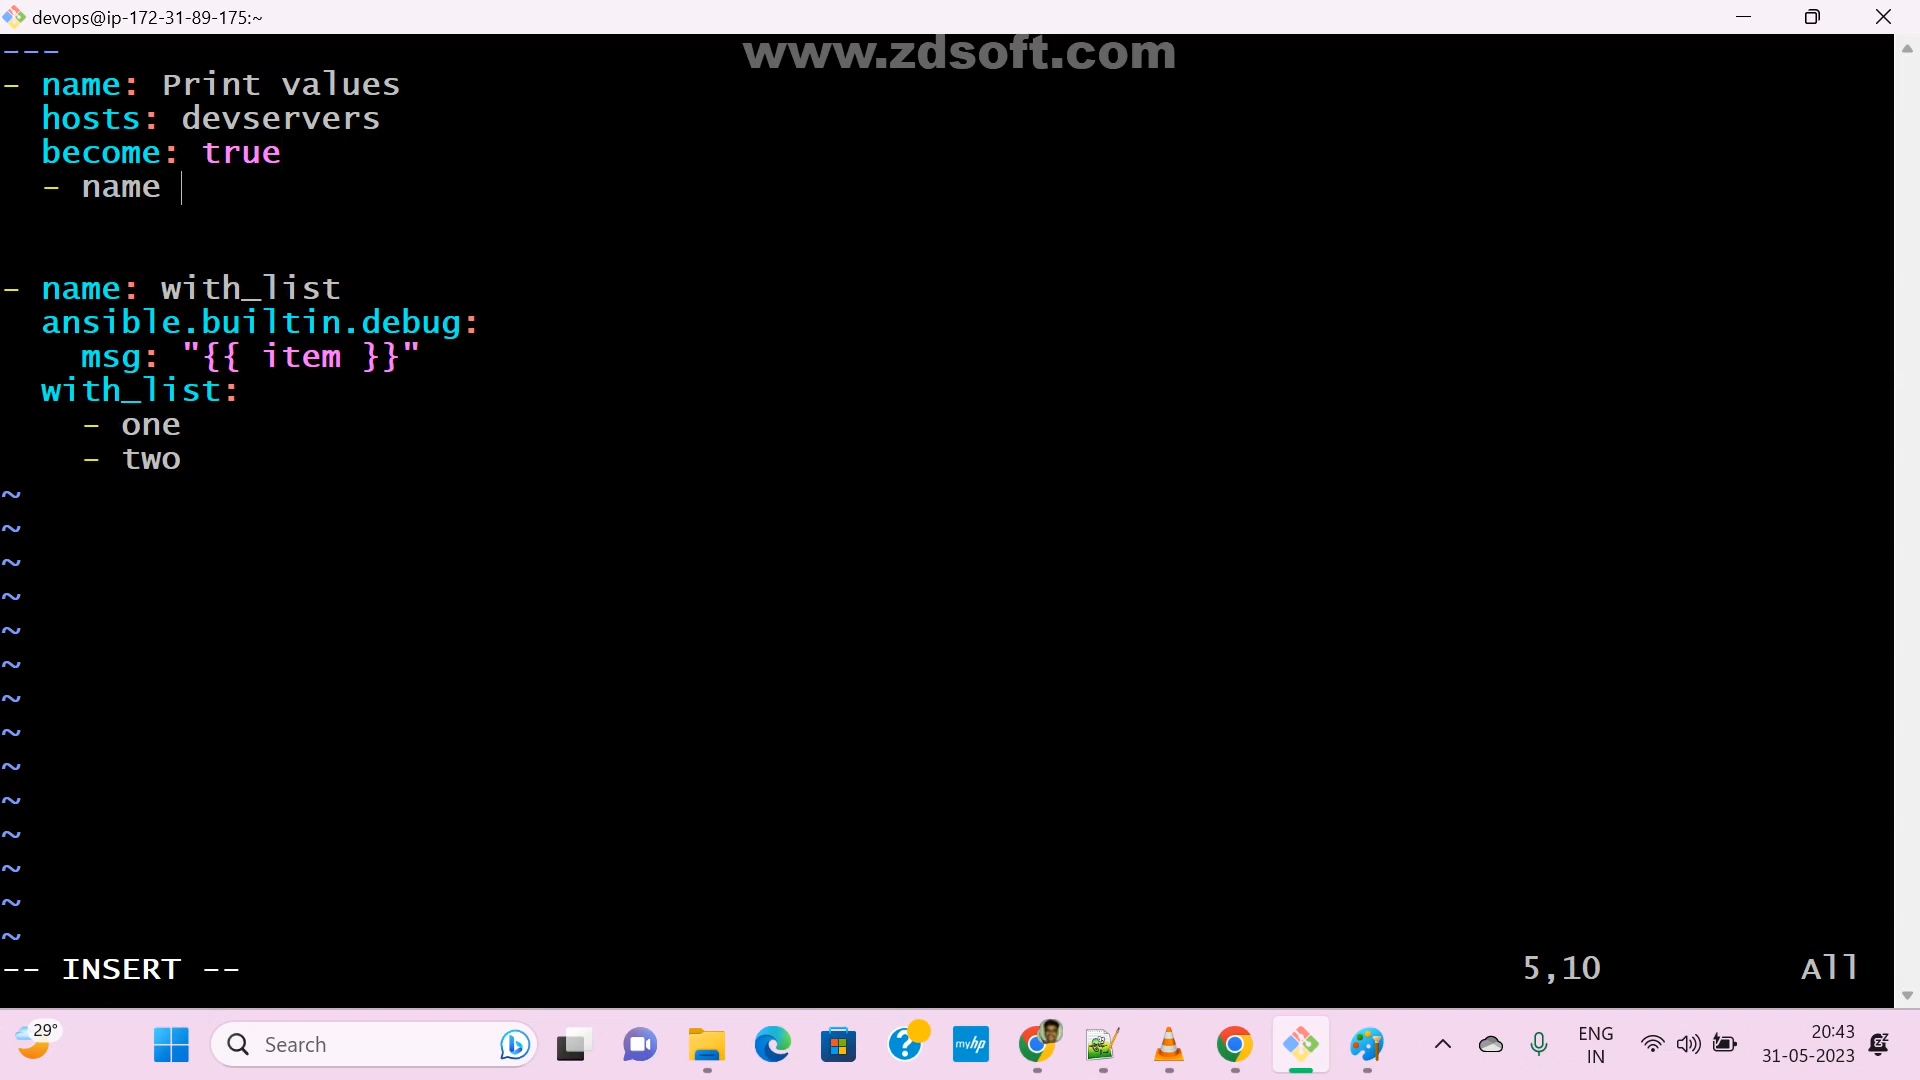 devops@ip-172-31-89-175:~
www.zdsoft.com
---
- name: Print values
  hosts: devservers
  become: true
  - name
- name: with_list
  ansible.builtin.debug:
    msg: "{{ item }}"
  with_list:
    - one
    - two
~
~
~
~
~
~
~
~
~
~
~
~
~
~
-- INSERT --
5,10
All
29°
Search
myhp
ENG
IN
20:43
31-05-2023